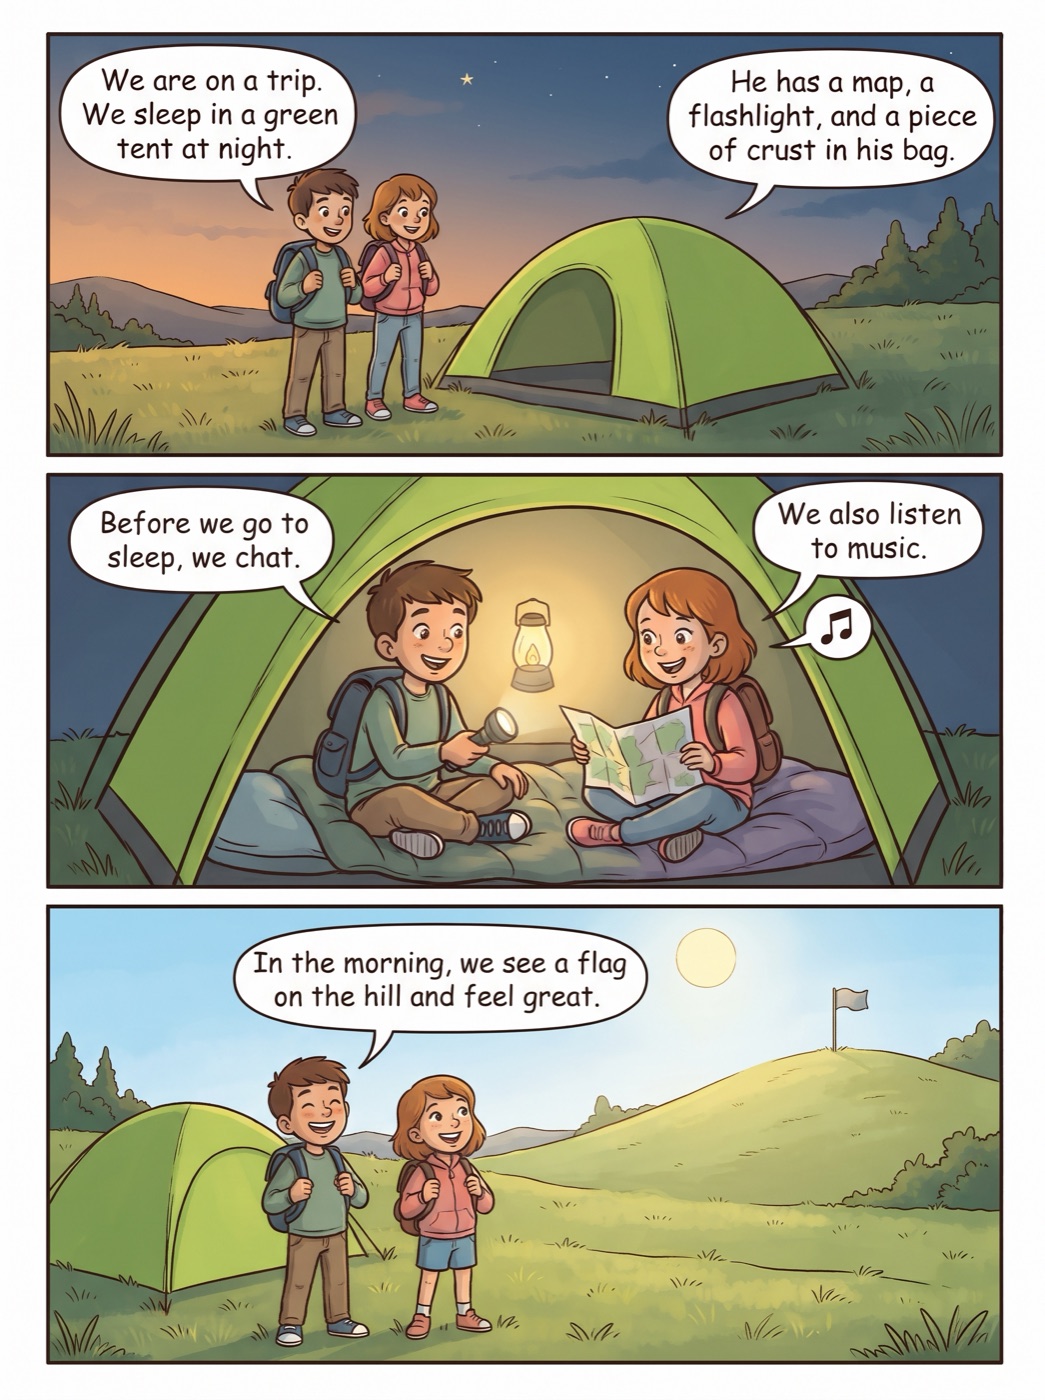 We are on a trip.
We sleep in a green
tent at night.
He has a map, a
flashlight, and a piece
of crust in his bag.
Before we go to
sleep, we chat.
We also listen
to music.
In the morning, we see a flag
on the hill and feel great.